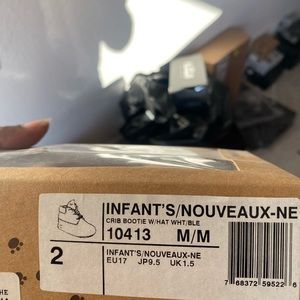 INFANT'S/NOUVEAUX-NE
CRIB BOOTIE W/HAT WHT/BLE
10413 M/M
2
INFANT'S/NOUVEAUX-NE
EU17 JP9.5 UK1.5
7 68372 59522 6
THE